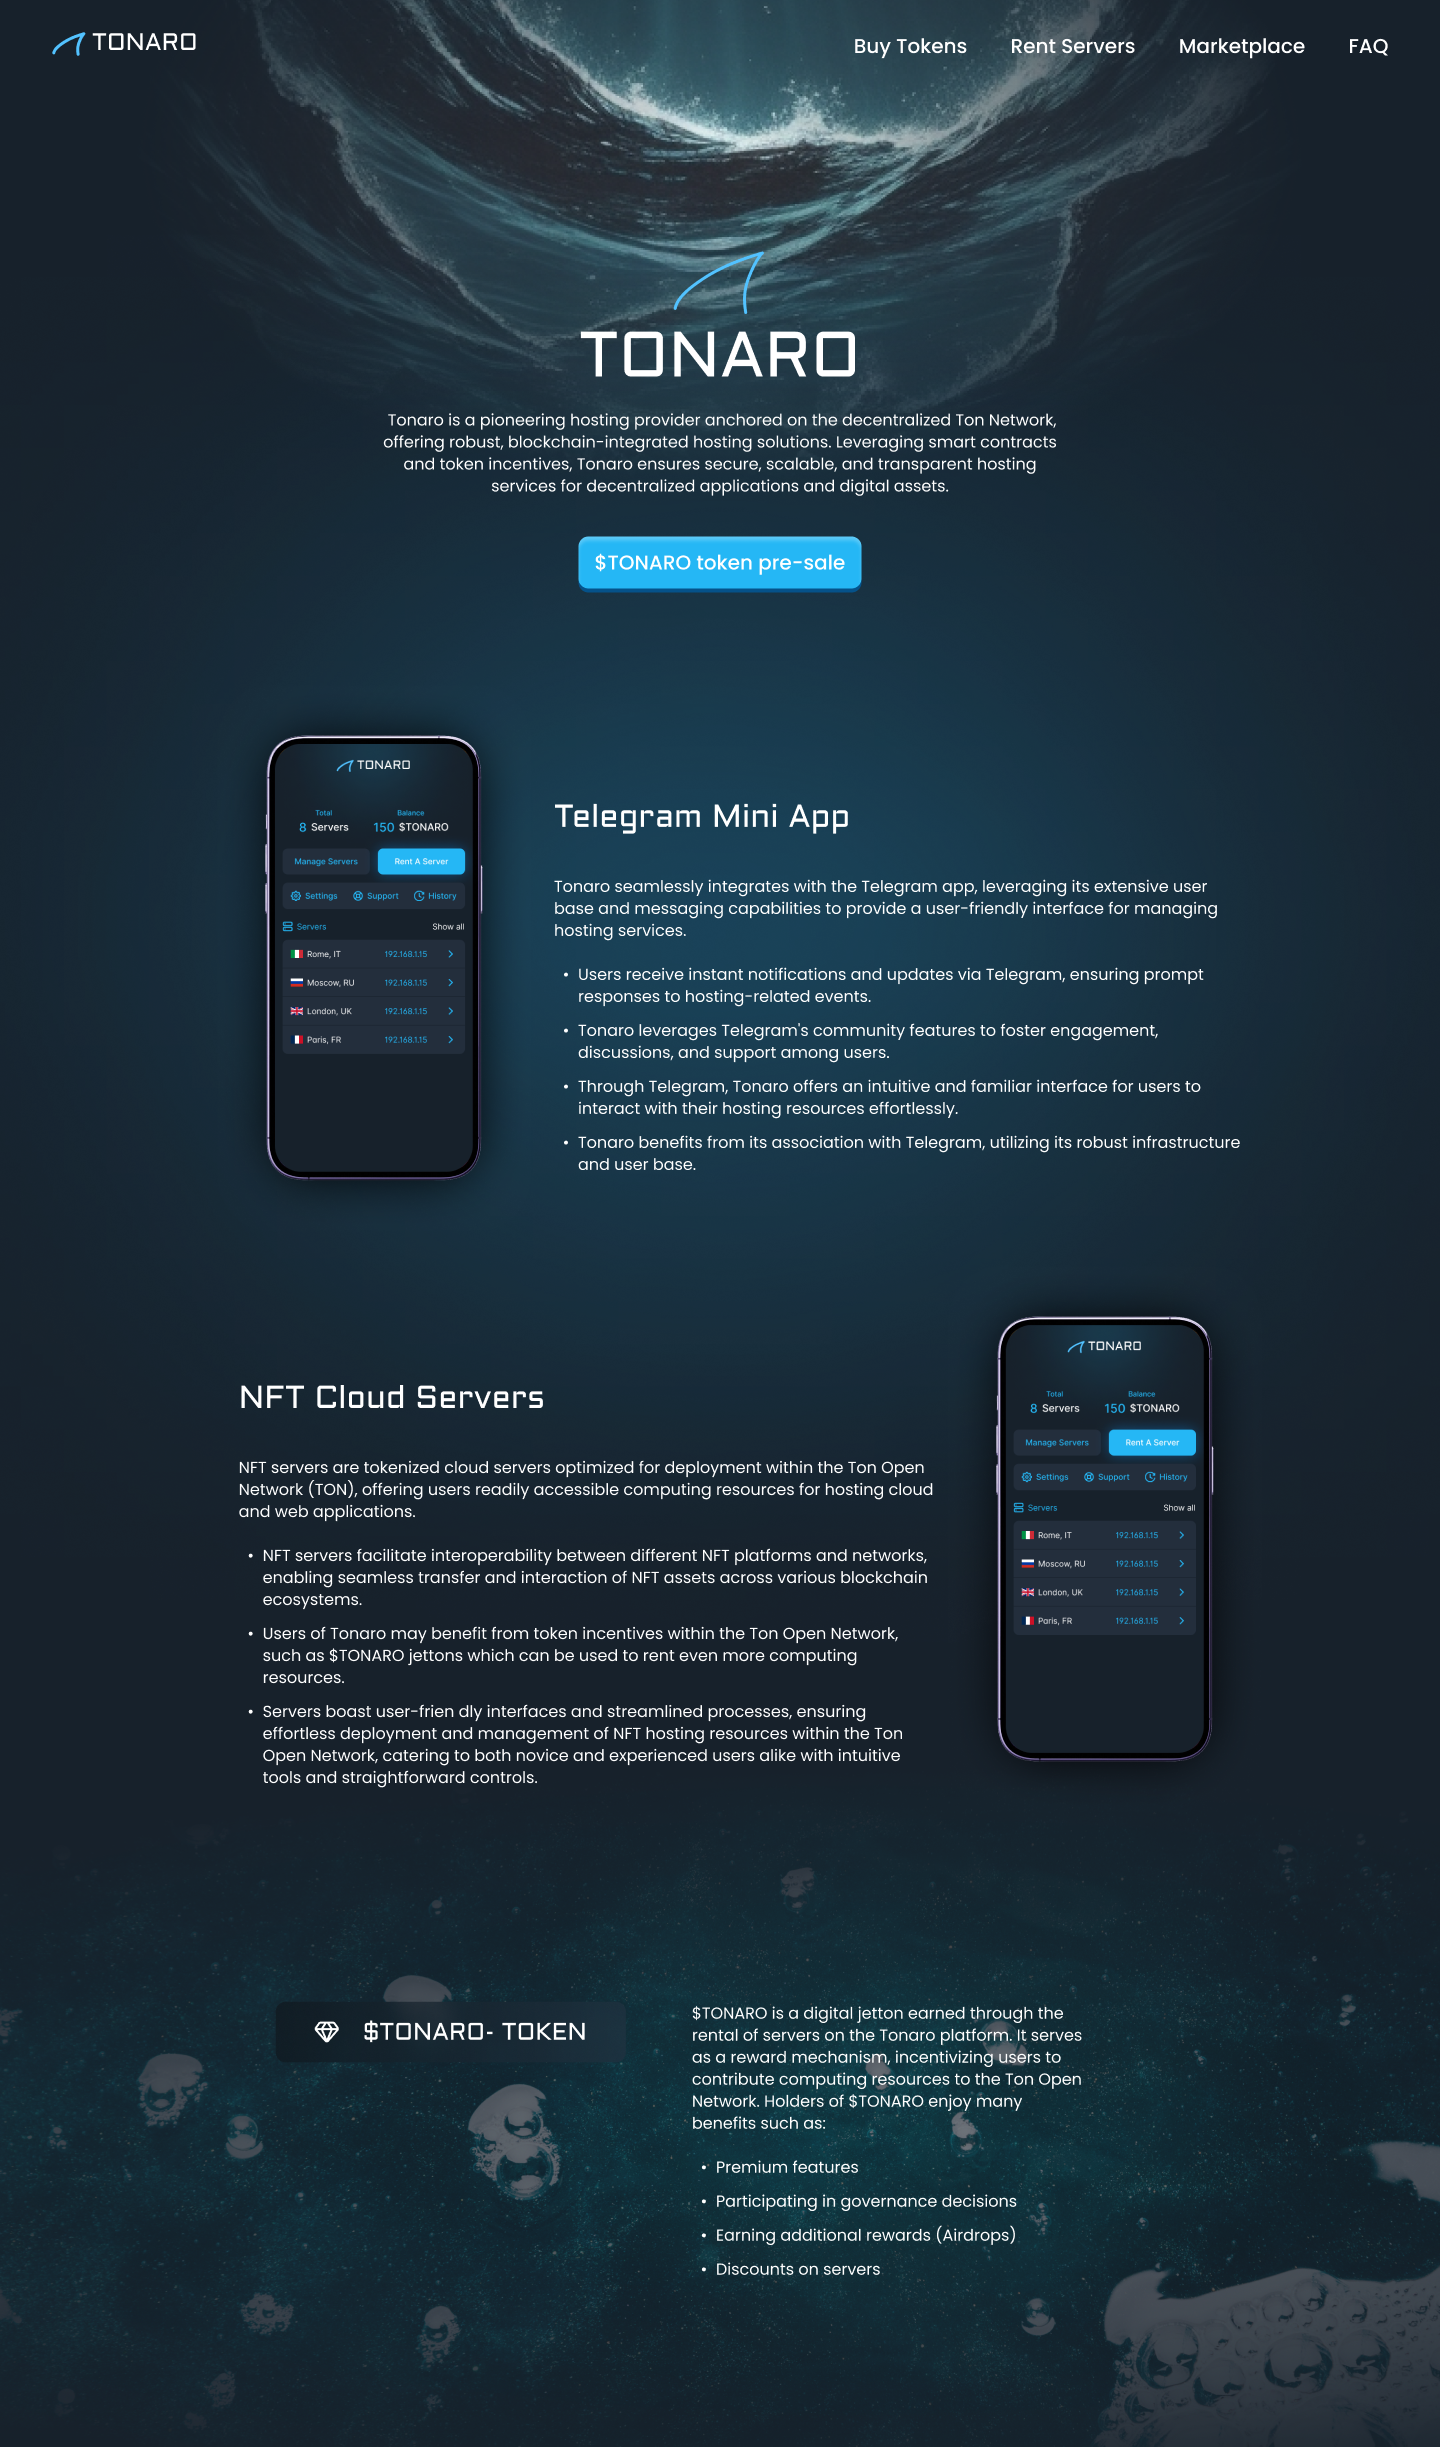 TONARO
Buy Tokens
Rent Servers
Marketplace
FAQ
TONARO
Tonaro is a pioneering hosting provider anchored on the decentralized Ton Network,
offering robust, blockchain-integrated hosting solutions. Leveraging smart contracts
and token incentives, Tonaro ensures secure, scalable, and transparent hosting
services for decentralized applications and digital assets.
$TONARO token pre-sale
TONARO
Total
Balance
8 Servers
150 $TONARO
Manage Servers
Rent A Server
Settings
Support
History
Servers
Show all
Rome, IT
192.168.1.15
Moscow, RU
192.168.1.15
London, UK
192.168.1.15
Paris, FR
192.168.1.15
Telegram Mini App
Tonaro seamlessly integrates with the Telegram app, leveraging its extensive user
base and messaging capabilities to provide a user-friendly interface for managing
hosting services.
• Users receive instant notifications and updates via Telegram, ensuring prompt
responses to hosting-related events.
• Tonaro leverages Telegram's community features to foster engagement,
discussions, and support among users.
• Through Telegram, Tonaro offers an intuitive and familiar interface for users to
interact with their hosting resources effortlessly.
• Tonaro benefits from its association with Telegram, utilizing its robust infrastructure
and user base.
NFT Cloud Servers
NFT servers are tokenized cloud servers optimized for deployment within the Ton Open
Network (TON), offering users readily accessible computing resources for hosting cloud
and web applications.
• NFT servers facilitate interoperability between different NFT platforms and networks,
enabling seamless transfer and interaction of NFT assets across various blockchain
ecosystems.
• Users of Tonaro may benefit from token incentives within the Ton Open Network,
such as $TONARO jettons which can be used to rent even more computing
resources.
• Servers boast user-frien dly interfaces and streamlined processes, ensuring
effortless deployment and management of NFT hosting resources within the Ton
Open Network, catering to both novice and experienced users alike with intuitive
tools and straightforward controls.
TONARO
Total
Balance
8 Servers
150 $TONARO
Manage Servers
Rent A Server
Settings
Support
History
Servers
Show all
Rome, IT
192.168.1.15
Moscow, RU
192.168.1.15
London, UK
192.168.1.15
Paris, FR
192.168.1.15
$TONARO- TOKEN
$TONARO is a digital jetton earned through the
rental of servers on the Tonaro platform. It serves
as a reward mechanism, incentivizing users to
contribute computing resources to the Ton Open
Network. Holders of $TONARO enjoy many
benefits such as:
• Premium features
• Participating in governance decisions
• Earning additional rewards (Airdrops)
• Discounts on servers